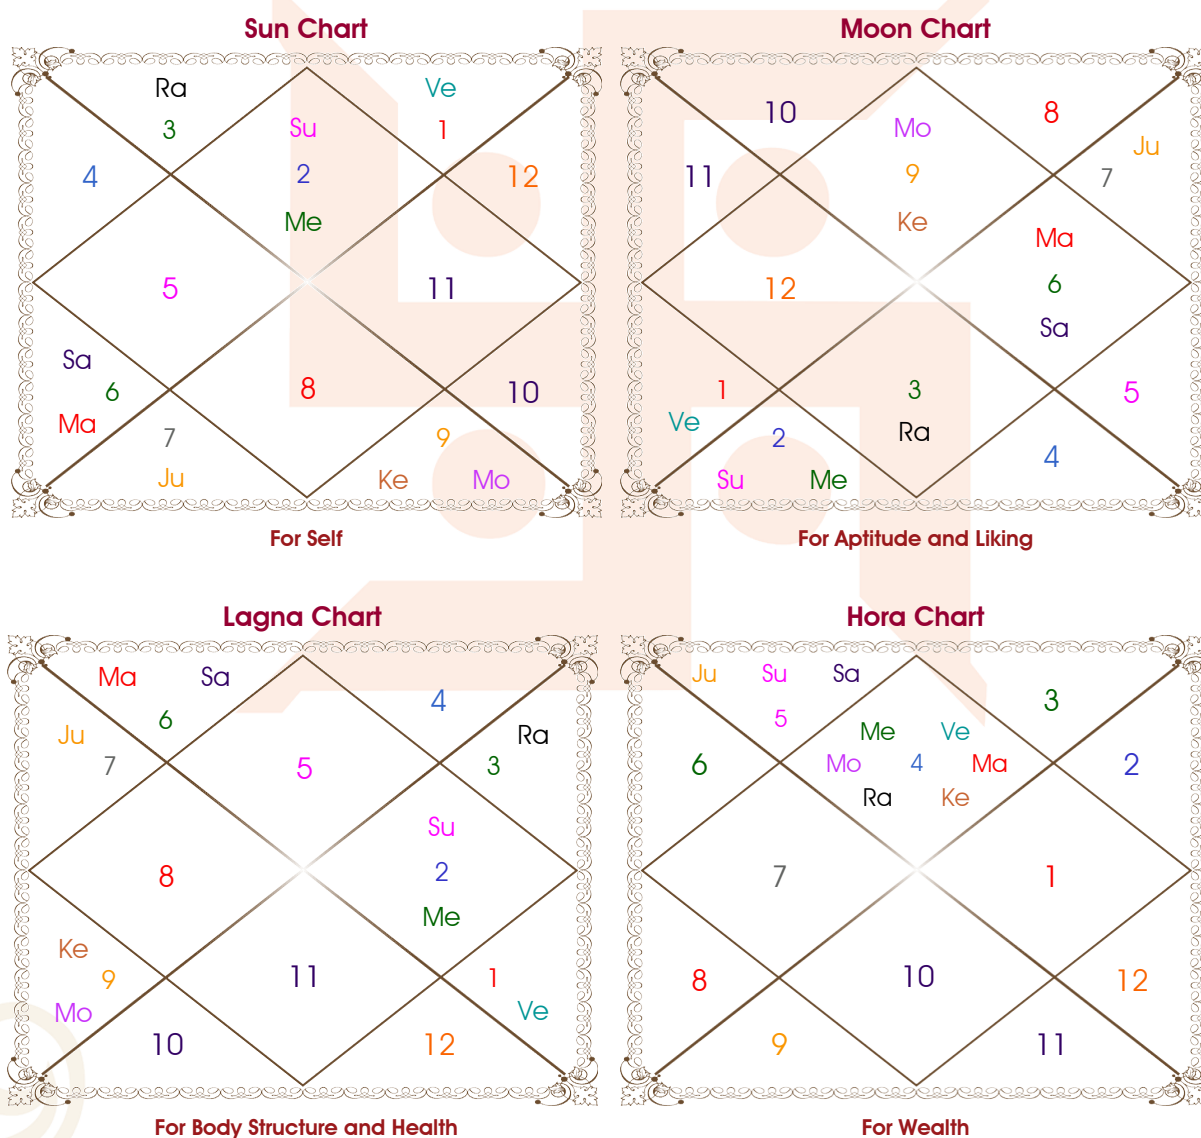 Sun Chart
Ra
3
Su
2
Me
Ve
1
4
12
5
11
Sa
6
Ma
8
10
7
Ju
9
Ke Mo
For Self
Moon Chart
10
Mo
9
Ke
8
11
Ju
7
12
Ma
6
Sa
1
Ve
3
Ra
5
2
Su Me
4
For Aptitude and Liking
Lagna Chart
Ma Sa
6
4
Ju
7
5
Ra
3
8
Su
2
Me
Ke
9
Mo
11
1
Ve
10
12
For Body Structure and Health
Hora Chart
Ju Su Sa
5
3
Me Ve
Mo 4 Ma
Ra Ke
6
2
7
1
8
10
12
9
11
For Wealth